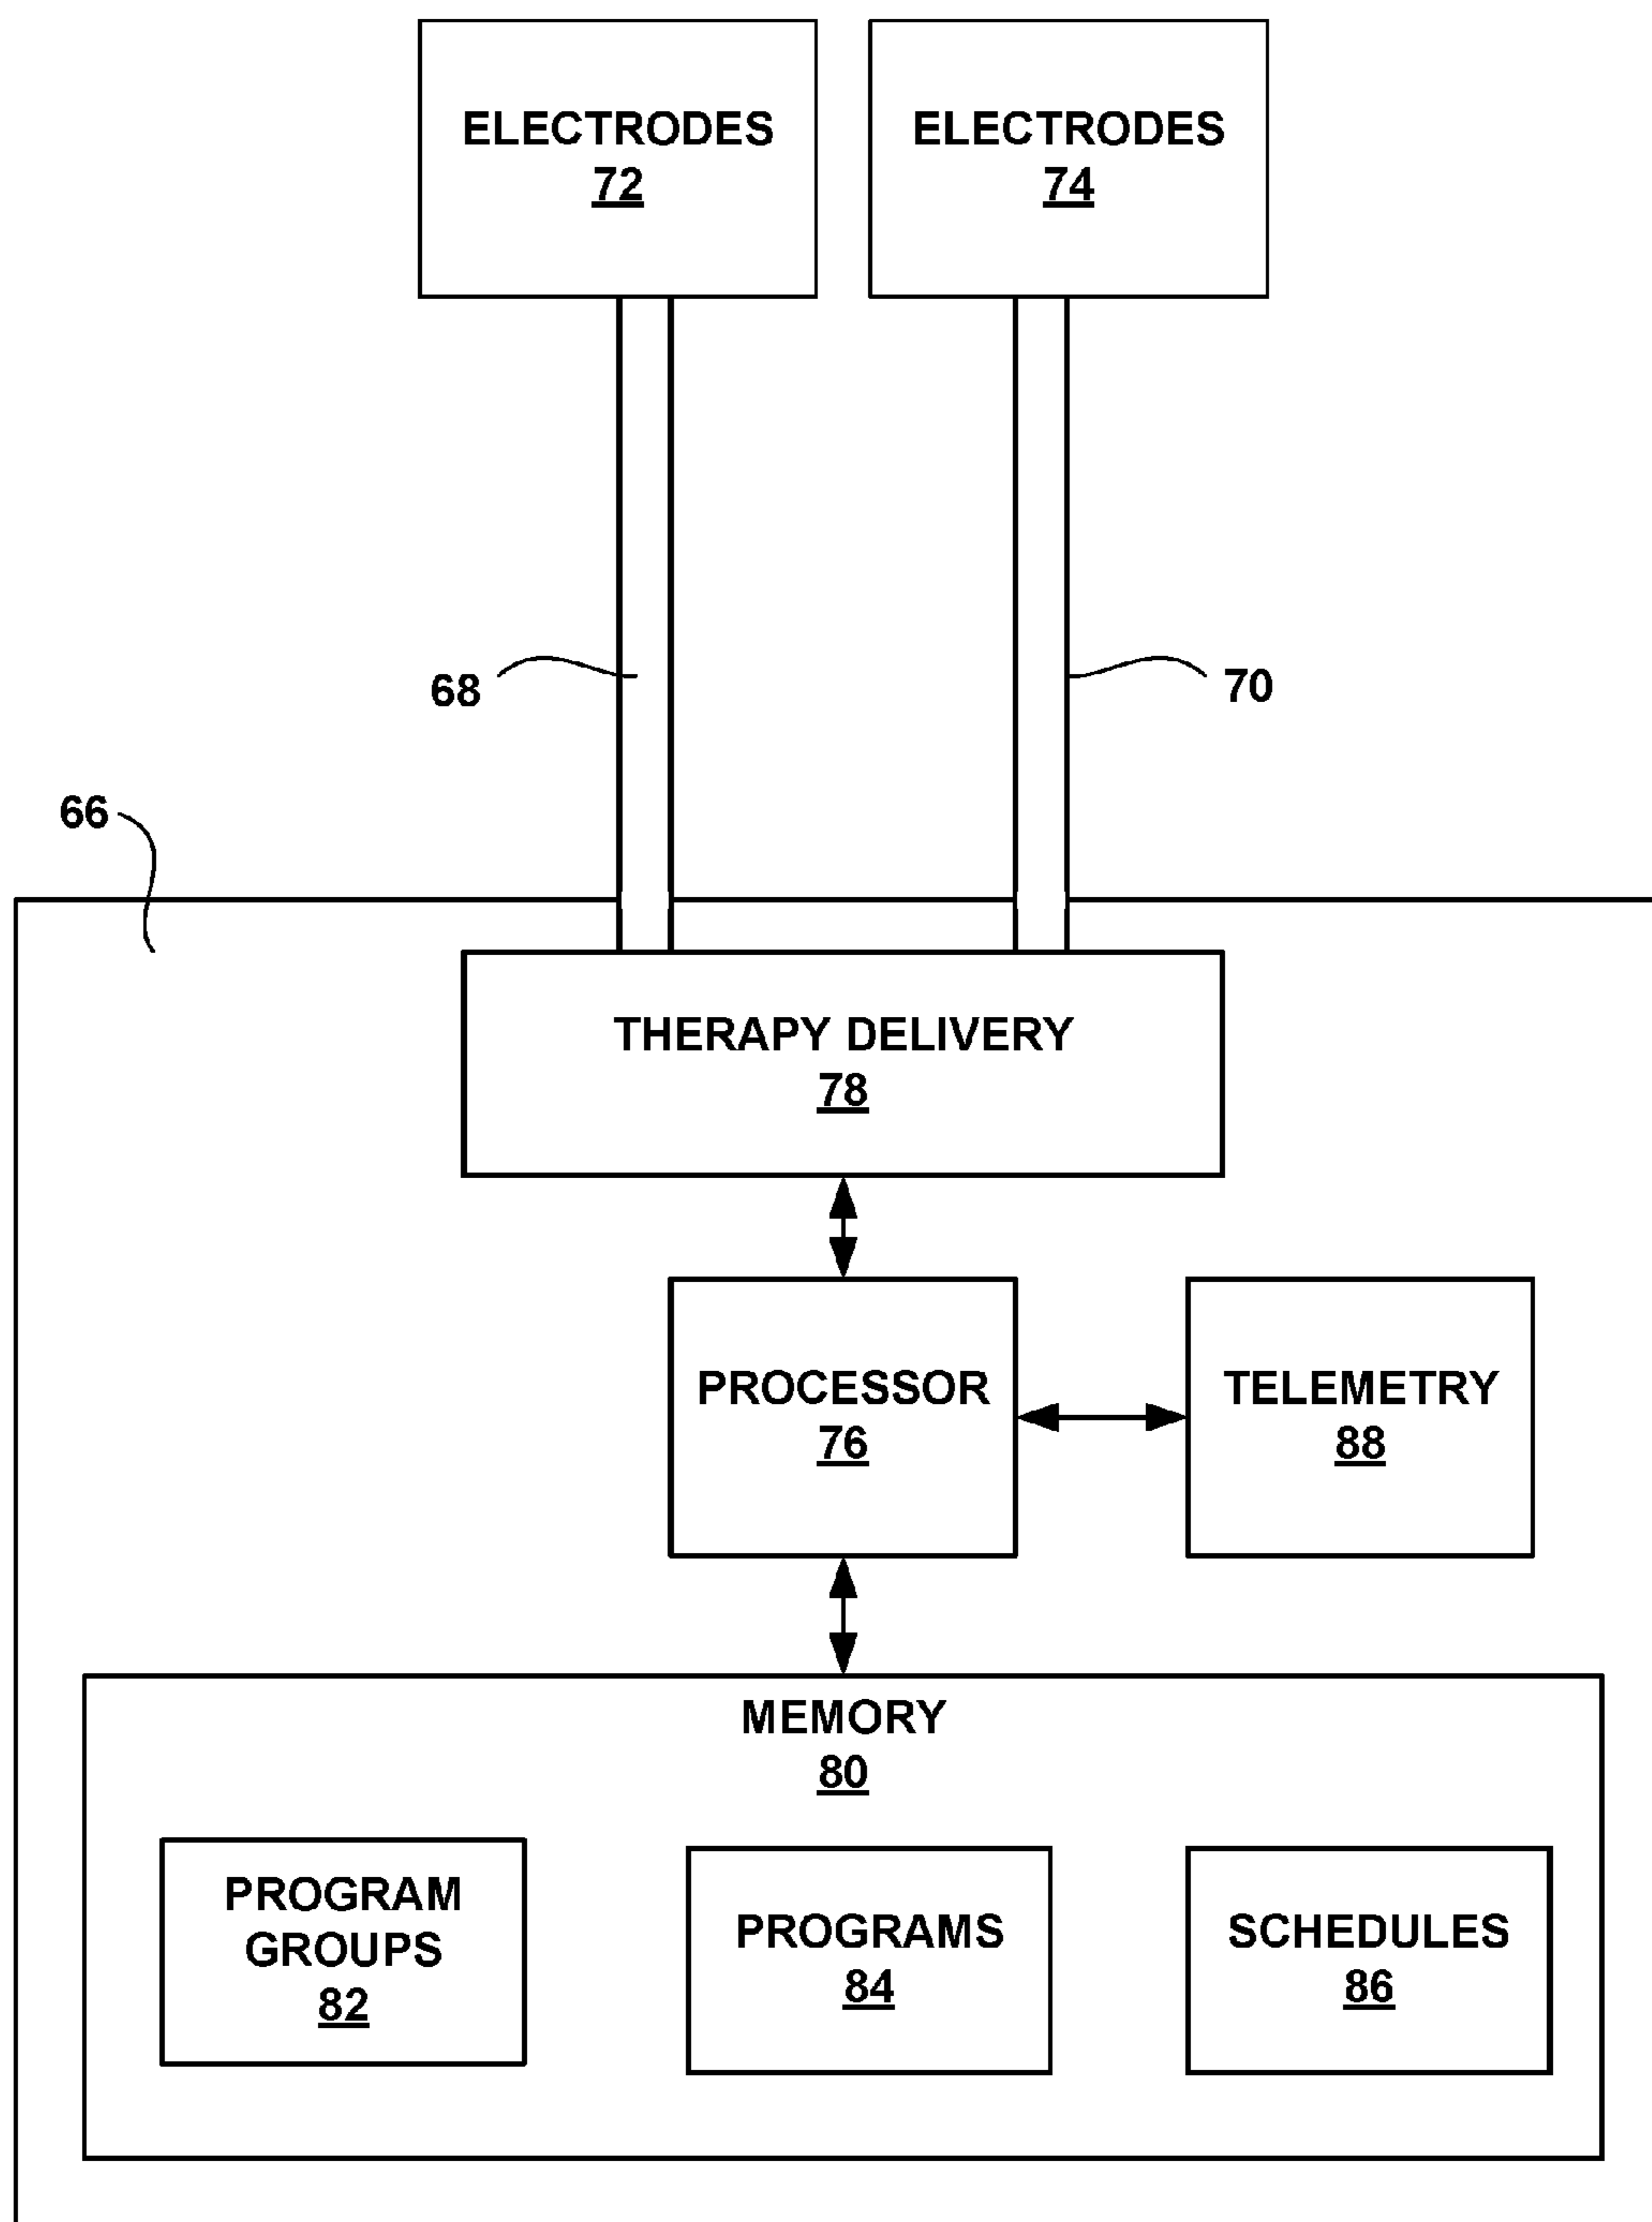 ELECTRODES
72
ELECTRODES
74
68
70
66
THERAPY DELIVERY
78
PROCESSOR
76
TELEMETRY
88
MEMORY
80
PROGRAM
GROUPS
82
PROGRAMS
84
SCHEDULES
86